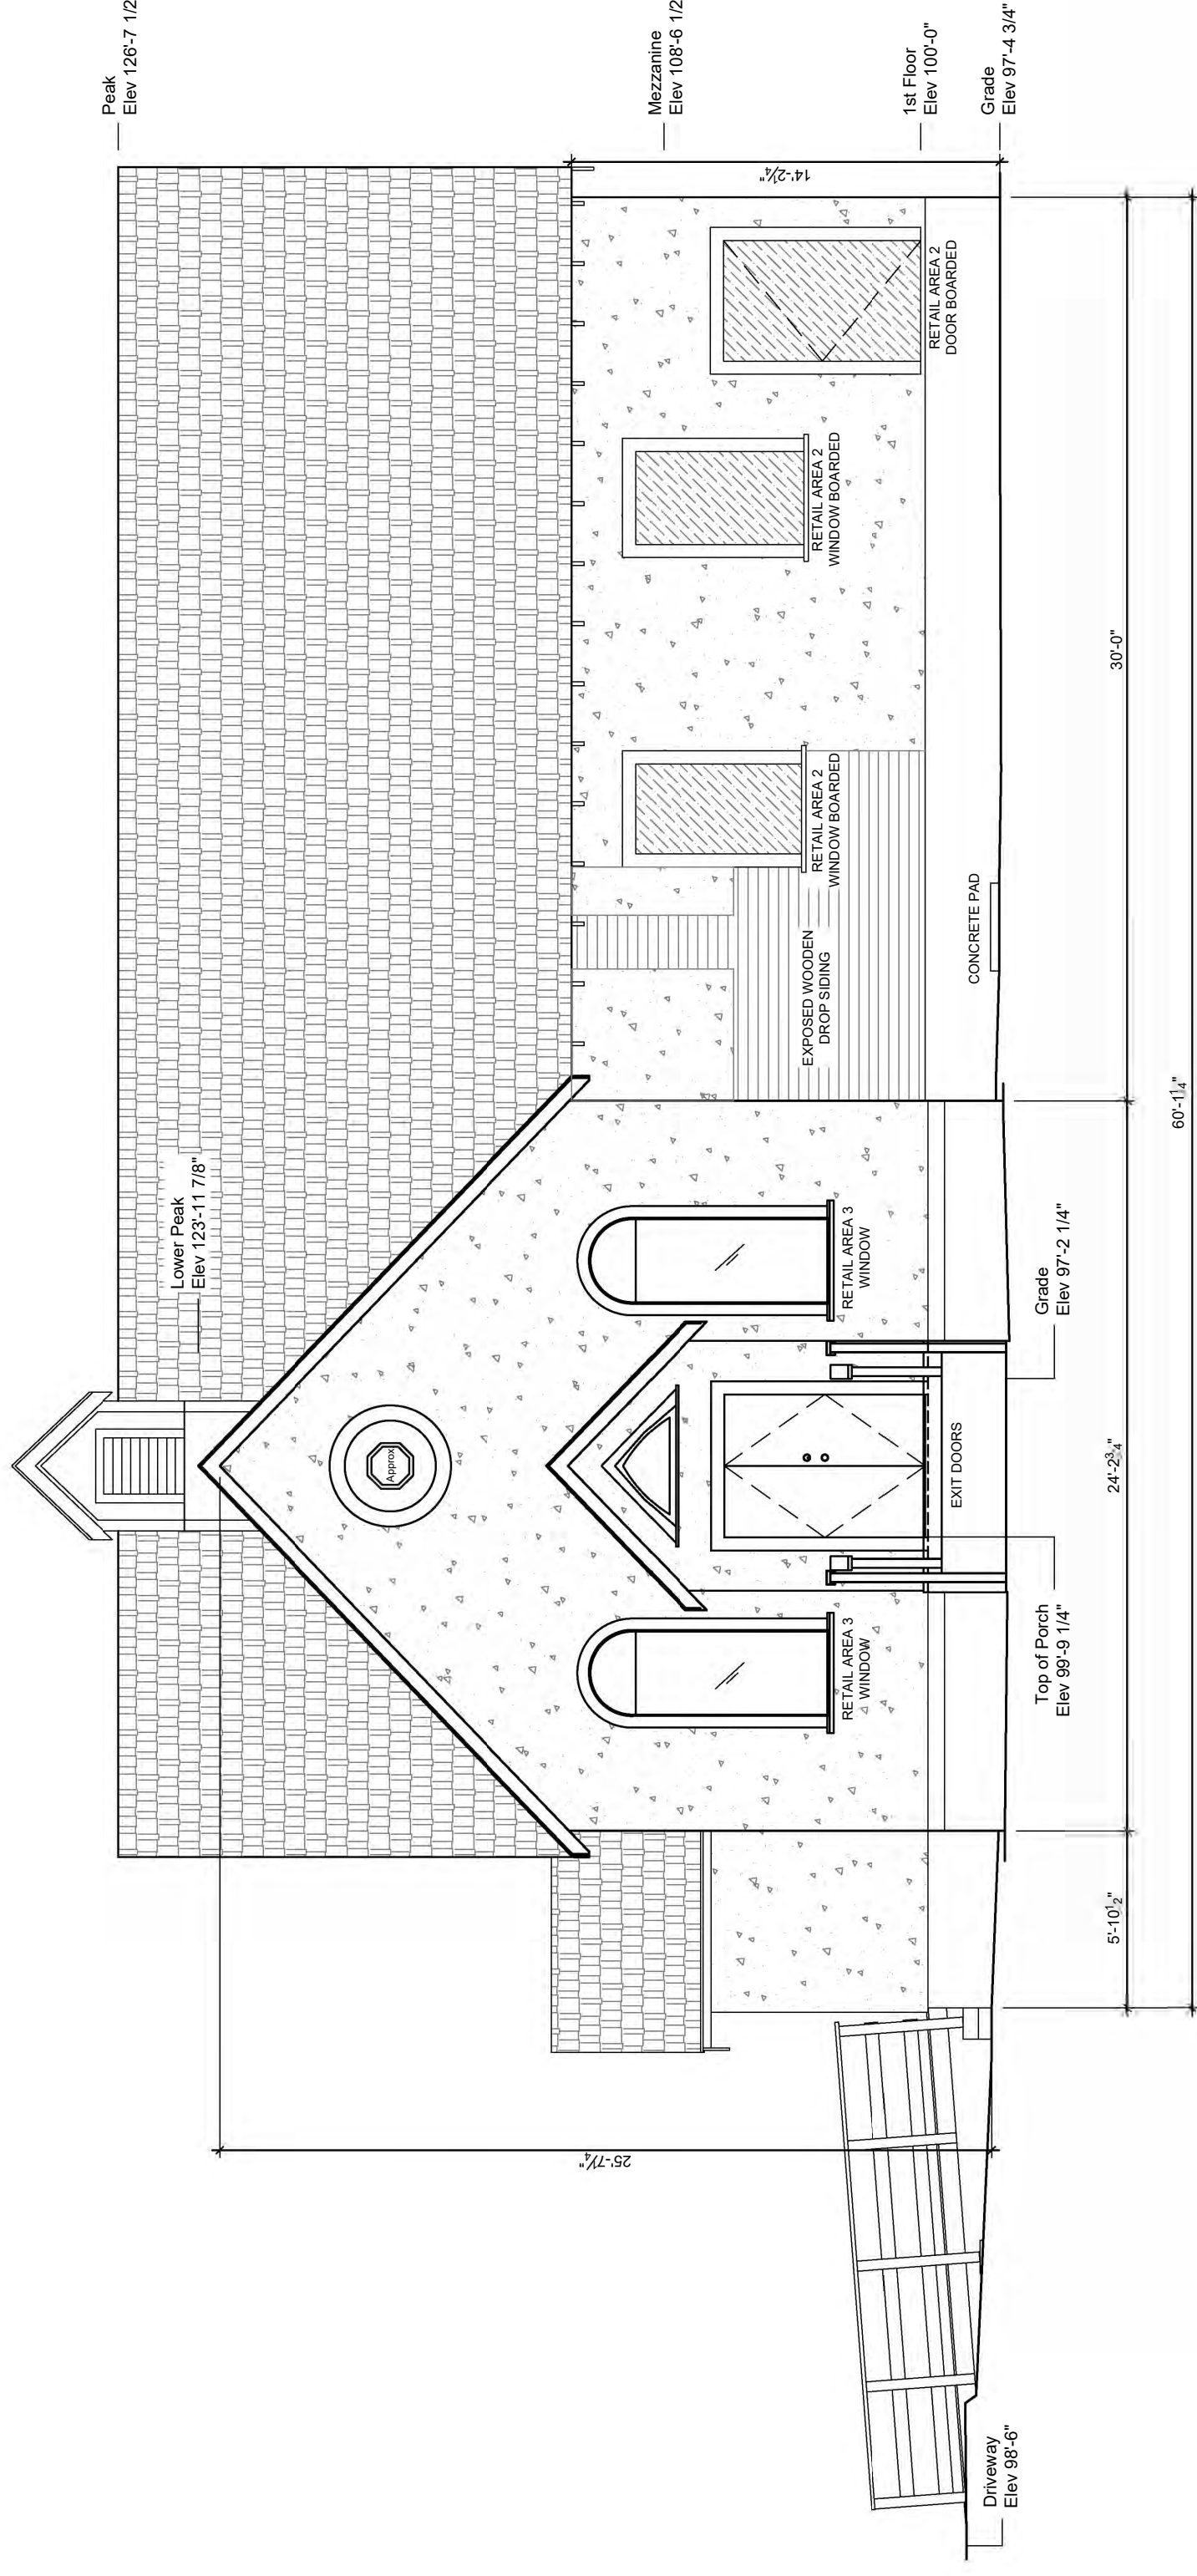 Peak
Elev 126'-7 1/2
Lower Peak
Elev 123'-11 7/8"
Mezzanine
Elev 108'-6 1/2
1st Floor
Elev 100'-0"
Grade
Elev 97'-4 3/4"
14'-2¼"
25'-7¼"
Approx
RETAIL AREA 3
WINDOW
RETAIL AREA 3
WINDOW
EXIT DOORS
EXPOSED WOODEN
DROP SIDING
RETAIL AREA 2
WINDOW BOARDED
RETAIL AREA 2
WINDOW BOARDED
RETAIL AREA 2
DOOR BOARDED
CONCRETE PAD
Driveway
Elev 98'-6"
Top of Porch
Elev 99'-9 1/4"
Grade
Elev 97'-2 1/4"
5'-10½"
24'-2¾"
30'-0"
60'-1¼"